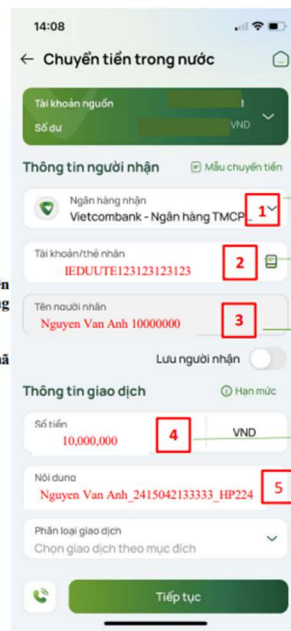 14:08
Chuyển tiền trong nước
Tài khoản nguồn
1
Số dư
VND
Thông tin người nhận
Mẫu chuyển tiền
Ngân hàng nhận
Vietcombank - Ngân hàng TMCP
1
Tài khoản/thẻ nhận
IEDUUTE123123123123
2
Tên người nhận
Nguyen Van Anh 10000000
3
Lưu người nhận
Thông tin giao dịch
Hạn mức
Số tiền
10,000,000
4
VND
Nội dung
Nguyen Van Anh_2415042133333_HP224
5
Phân loại giao dịch
Chọn giao dịch theo mục đích
Tiếp tục